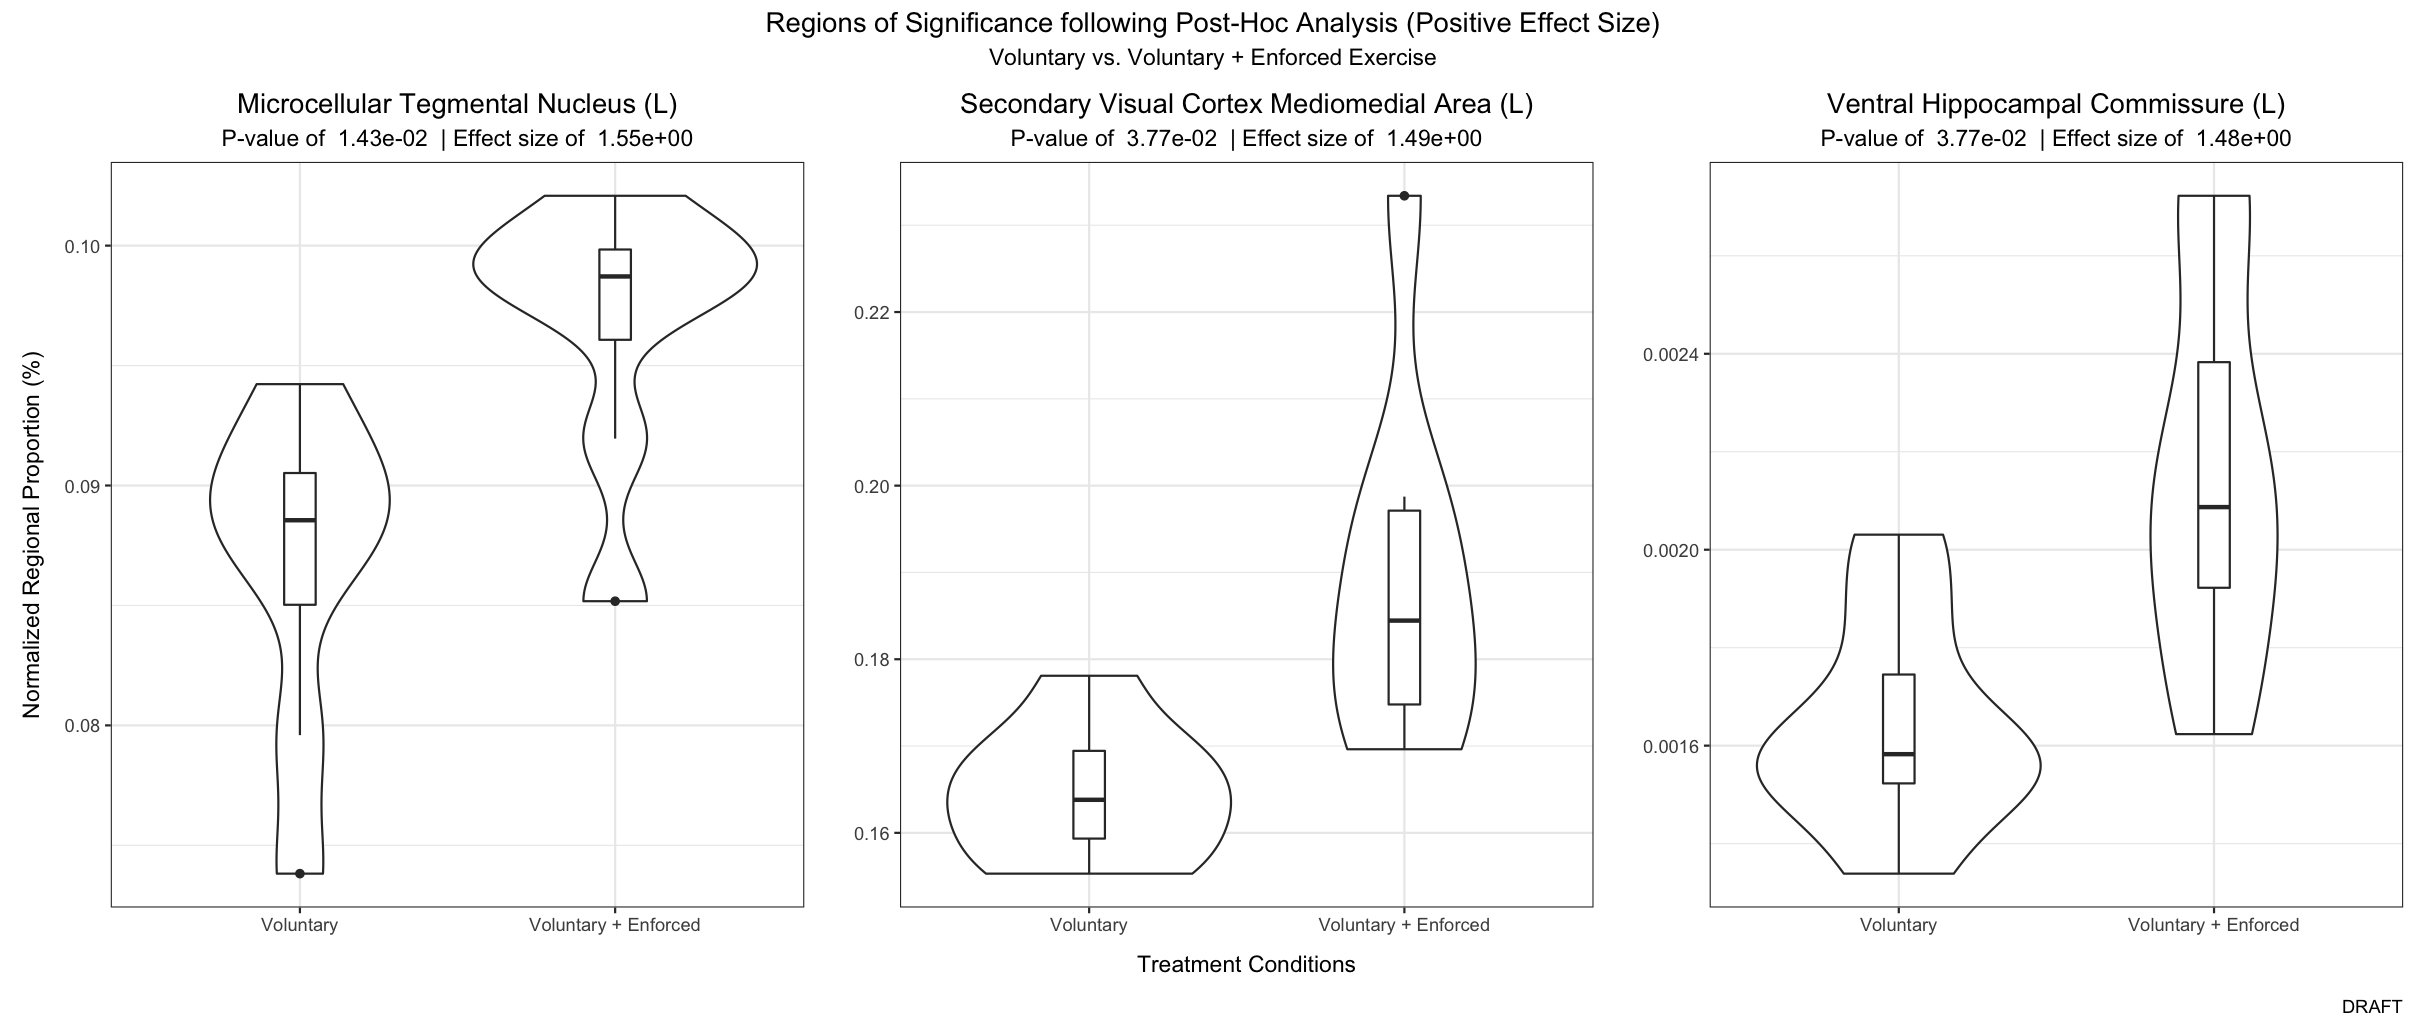 Regions of Significance following Post-Hoc Analysis (Positive Effect Size)
Voluntary vs. Voluntary + Enforced Exercise
Microcellular Tegmental Nucleus (L)
P-value of 1.43e-02 | Effect size of 1.55e+00
Normalized Regional Proportion (%)
0.10
0.09
0.08
Voluntary
Voluntary + Enforced
Secondary Visual Cortex Mediomedial Area (L)
P-value of 3.77e-02 | Effect size of 1.49e+00
0.22
0.20
0.18
0.16
Voluntary
Voluntary + Enforced
Ventral Hippocampal Commissure (L)
P-value of 3.77e-02 | Effect size of 1.48e+00
0.0024
0.0020
0.0016
Voluntary
Voluntary + Enforced
Treatment Conditions
DRAFT